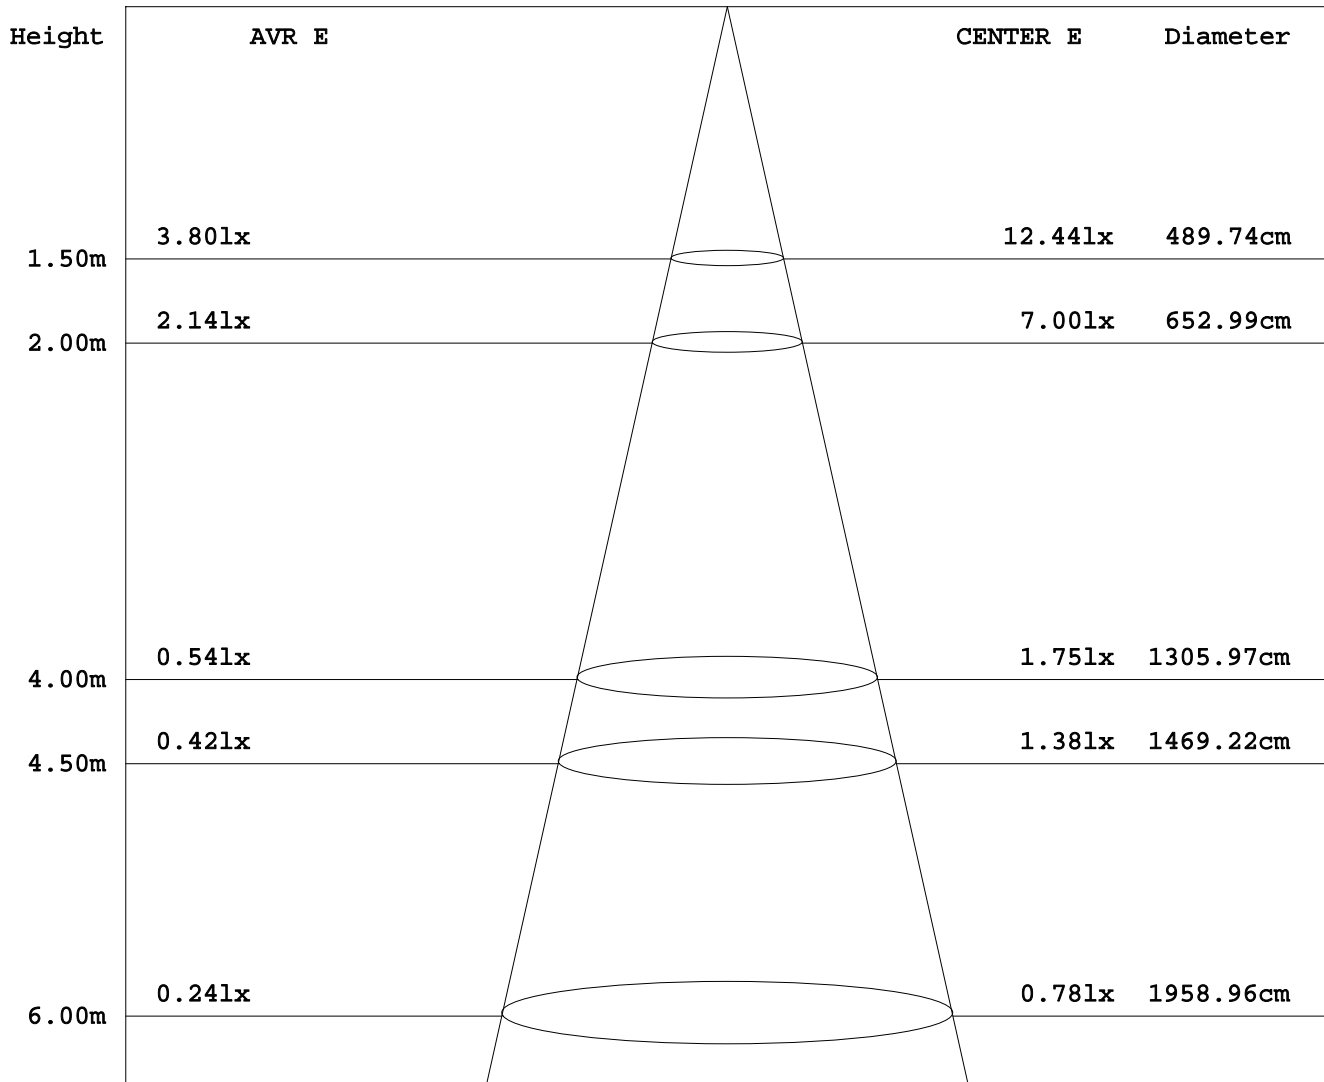 Height AVR E CENTER E Diameter
3.80lx 12.44lx 489.74cm
1.50m
2.14lx 7.00lx 652.99cm
2.00m
0.54lx 1.75lx 1305.97cm
4.00m
0.42lx 1.38lx 1469.22cm
4.50m
0.24lx 0.78lx 1958.96cm
6.00m